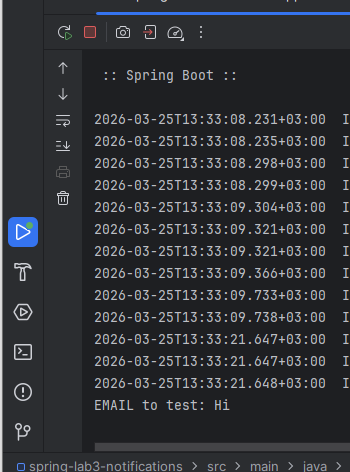 :: Spring Boot ::
2026-03-25T13:33:08.231+03:00 I
2026-03-25T13:33:08.235+03:00 I
2026-03-25T13:33:08.298+03:00 I
2026-03-25T13:33:08.299+03:00 I
2026-03-25T13:33:09.304+03:00 I
2026-03-25T13:33:09.321+03:00 I
2026-03-25T13:33:09.321+03:00 I
2026-03-25T13:33:09.366+03:00 I
2026-03-25T13:33:09.733+03:00 I
2026-03-25T13:33:09.738+03:00 I
2026-03-25T13:33:21.647+03:00 I
2026-03-25T13:33:21.647+03:00 I
2026-03-25T13:33:21.648+03:00 I
EMAIL to test: Hi
spring-lab3-notifications > src > main > java >